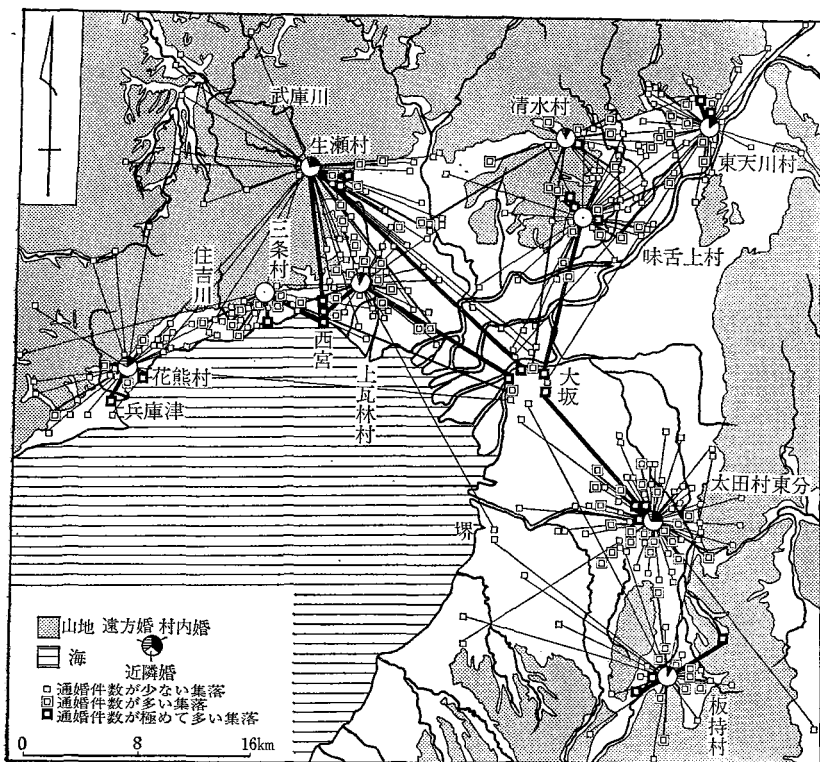 武庫川
生瀬村
清水村
東天川村
味舌上村
住吉川
三条村
西宮
上瓦林村
花熊村
兵庫津
大坂
太田村東分
堺
板持村
山地 遠方婚 村内婚
海
近隣婚
通婚件数が少ない集落
通婚件数が多い集落
通婚件数が極めて多い集落
0 8 16km